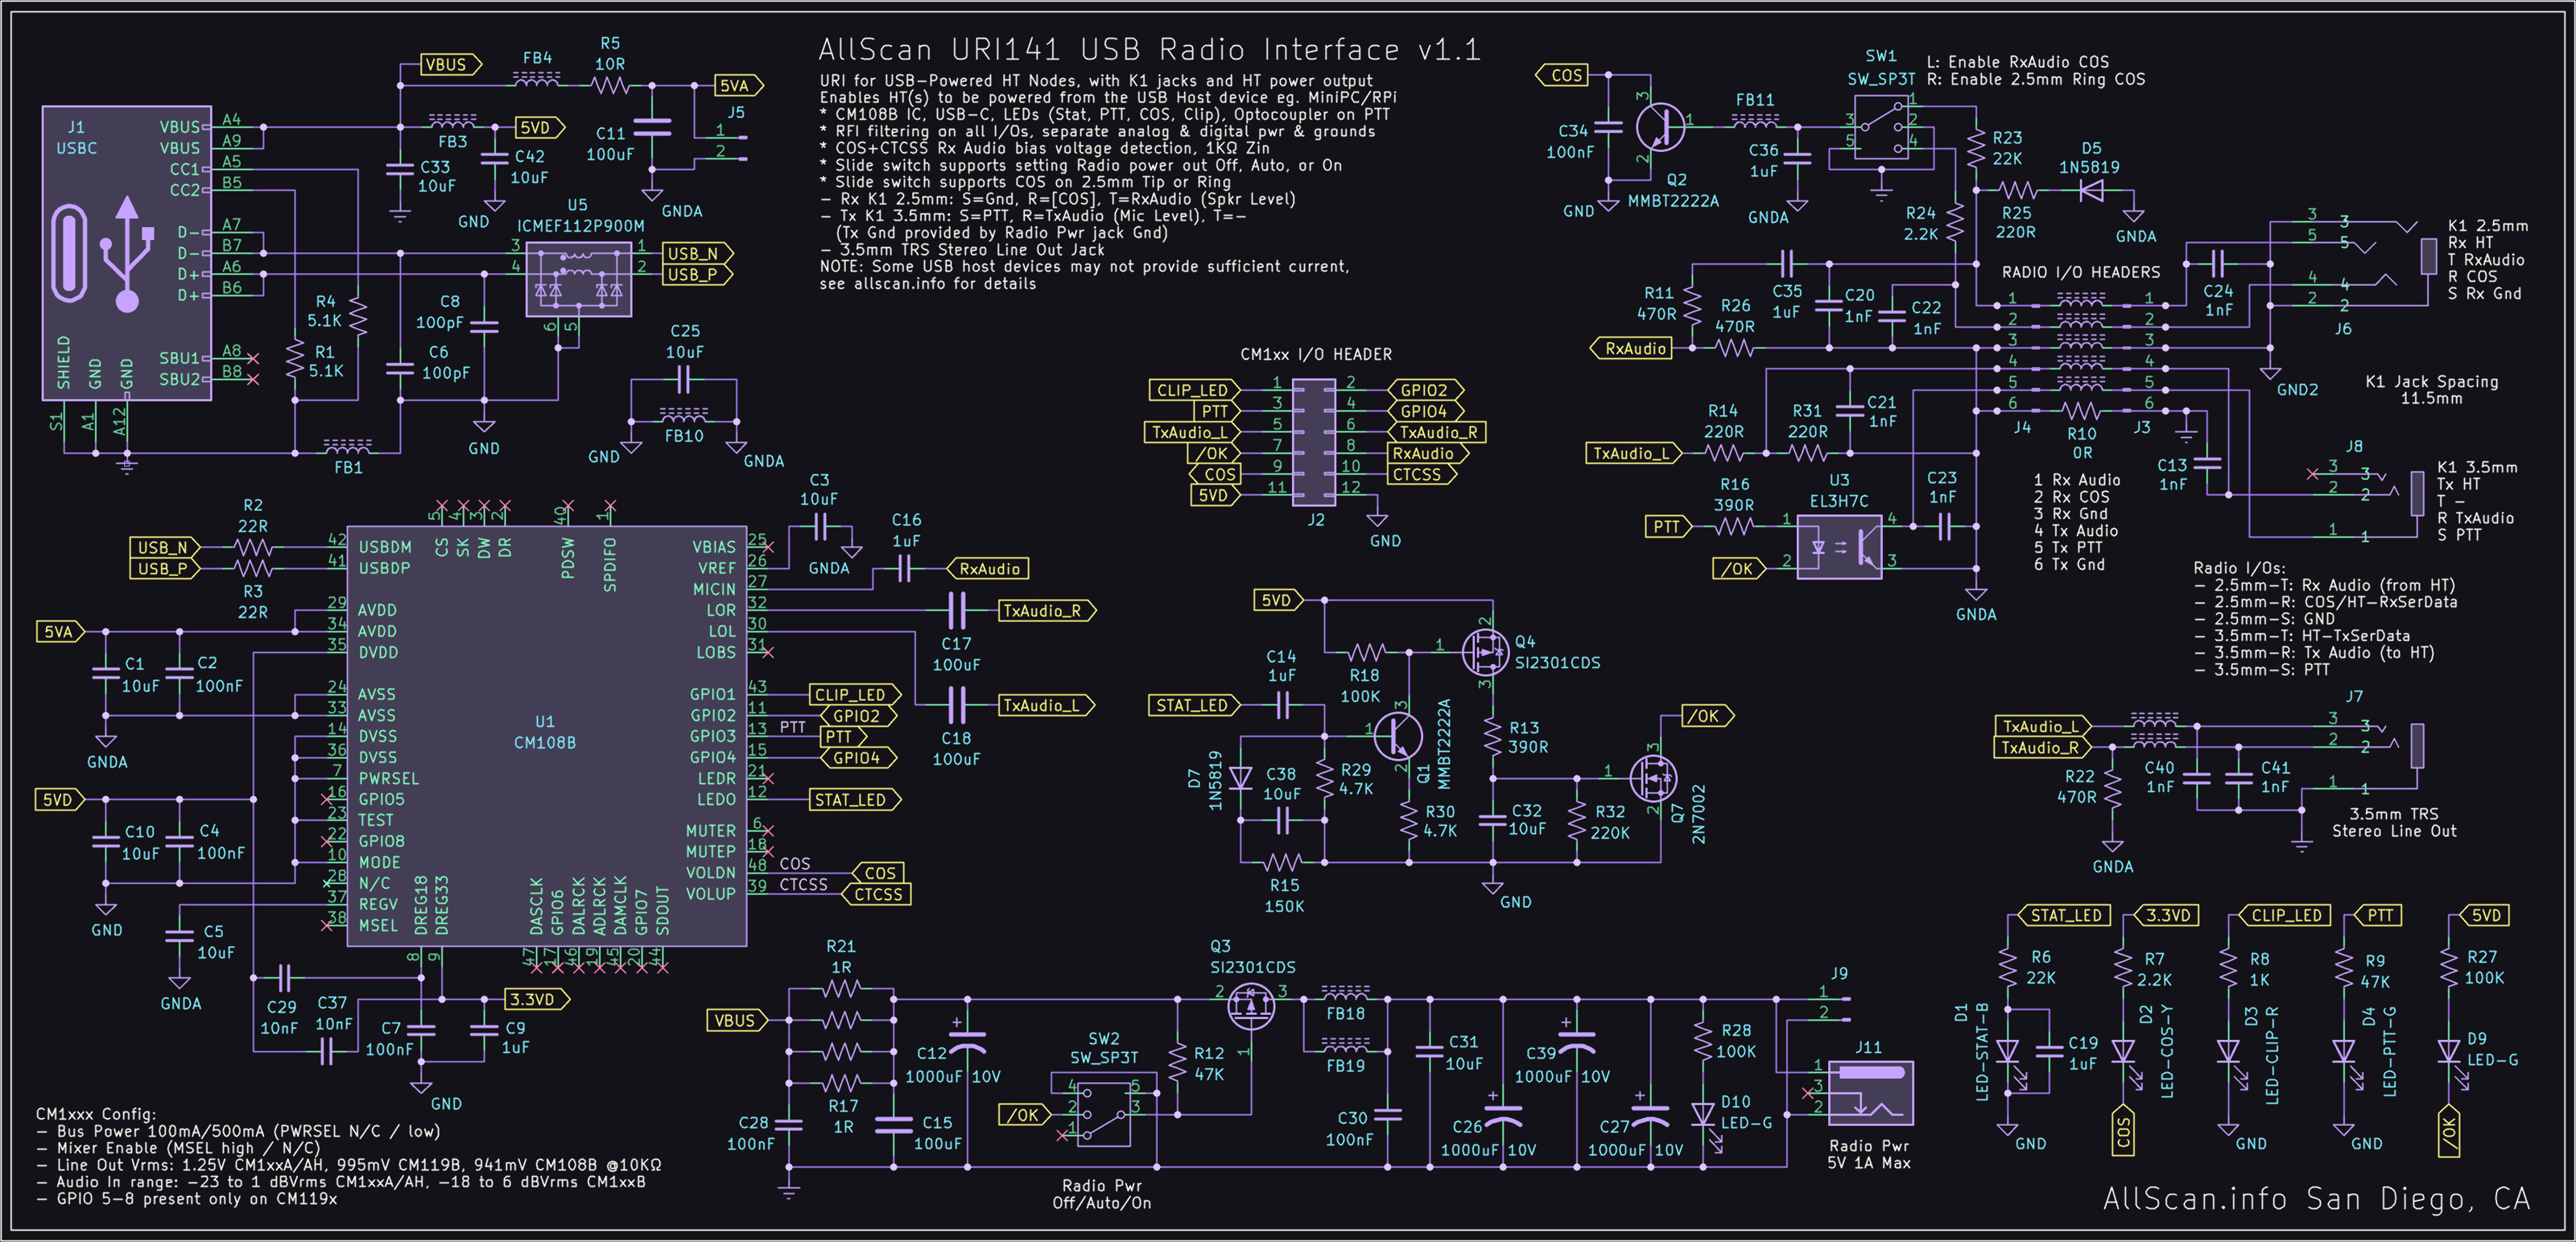 AllScan URI141 USB Radio Interface v1.1
URI for USB-Powered HT Nodes, with K1 jacks and HT power output
Enables HT(s) to be powered from the USB Host device eg. MiniPC/RPi
* CM108B IC, USB-C, LEDs (Stat, PTT, COS, Clip), Optocoupler on PTT
* RFI filtering on all I/Os, separate analog & digital pwr & grounds
* COS+CTCSS Rx Audio bias voltage detection, 1KΩ Zin
* Slide switch supports setting Radio power out Off, Auto, or On
* Slide switch supports COS on 2.5mm Tip or Ring
- Rx K1 2.5mm: S=Gnd, R=[COS], T=RxAudio (Spkr Level)
- Tx K1 3.5mm: S=PTT, R=TxAudio (Mic Level), T=-
(Tx Gnd provided by Radio Pwr jack Gnd)
- 3.5mm TRS Stereo Line Out Jack
NOTE: Some USB host devices may not provide sufficient current,
see allscan.info for details
J1
USBC
VBUS A4
VBUS A9
CC1 A5
CC2 B5
D- A7
D- B7
D+ A6
D+ B6
SBU1 A8
SBU2 B8
SHIELD GND GND
S1 A1 A12
VBUS
FB4
R5
10R
5VA
J5
1
2
FB3
5VD
C33
10uF
C42
10uF
GND
C11
100uF
GNDA
U5
ICMEF112P900M
3 1
4 2
6 5
USB_N
USB_P
R4
5.1K
R1
5.1K
C8
100pF
C6
100pF
GND
FB1
C25
10uF
FB10
GND
GNDA
R2
22R
USB_N
USB_P
R3
22R
5VA
C1
10uF
C2
100nF
GNDA
5VD
C10
10uF
C4
100nF
GND
C5
10uF
GNDA
C29
10nF
C37
10nF
C7
100nF
C9
1uF
GND
3.3VD
U1
CM108B
42 USBDM
41 USBDP
29 AVDD
34 AVDD
35 DVDD
24 AVSS
33 AVSS
14 DVSS
36 DVSS
7 PWRSEL
16 GPIO5
23 TEST
22 GPIO8
10 MODE
28 N/C
37 REGV
38 MSEL
5 CS
4 SK
3 DW
2 DR
40 PDSW
1 SPDIFO
VBIAS 25
VREF 26
MICIN 27
LOR 32
LOL 30
LOBS 31
GPIO1 43
GPIO2 11
GPIO3 13
GPIO4 15
LEDR 21
LEDO 12
MUTER 6
MUTEP 18
VOLDN 48
VOLUP 39
DREG18 8
DREG33 9
DASCLK 47
GPIO6 17
DALRCK 46
ADLRCK 19
DAMCLK 45
GPIO7 20
SDOUT 44
C3
10uF
GNDA
C16
1uF
RxAudio
TxAudio_R
C17
100uF
TxAudio_L
C18
100uF
CLIP_LED
GPIO2
PTT
PTT
GPIO4
STAT_LED
COS
COS
CTCSS
CTCSS
CM1xx I/O HEADER
CLIP_LED 1 2 GPIO2
PTT 3 4 GPIO4
TxAudio_L 5 6 TxAudio_R
/OK 7 8 RxAudio
COS 9 10 CTCSS
5VD 11 12
J2
GND
5VD
C14
1uF
STAT_LED
R18
100K
Q4
SI2301CDS
Q1
MMBT2222A
D7
1N5819
C38
10uF
R29
4.7K
R30
4.7K
R15
150K
R13
390R
C32
10uF
R32
220K
Q7
2N7002
/OK
GND
COS
C34
100nF
GND
Q2
MMBT2222A
FB11
C36
1uF
GNDA
SW1
SW_SP3T
L: Enable RxAudio COS
R: Enable 2.5mm Ring COS
R23
22K
D5
1N5819
R25
220R
GNDA
R24
2.2K
R11
470R
R26
470R
RxAudio
C35
1uF
C20
1nF
C22
1nF
RADIO I/O HEADERS
1 1
2 2
3 3
4 4
5 5
6 6
J4 R10 J3
0R
C24
1nF
GND2
J6
K1 2.5mm
Rx HT
T RxAudio
R COS
S Rx Gnd
K1 Jack Spacing
11.5mm
C13
1nF
J8
K1 3.5mm
Tx HT
T -
R TxAudio
S PTT
TxAudio_L
R14
220R
R31
220R
C21
1nF
PTT
R16
390R
/OK
U3
EL3H7C
C23
1nF
GNDA
1 Rx Audio
2 Rx COS
3 Rx Gnd
4 Tx Audio
5 Tx PTT
6 Tx Gnd
Radio I/Os:
- 2.5mm-T: Rx Audio (from HT)
- 2.5mm-R: COS/HT-RxSerData
- 2.5mm-S: GND
- 3.5mm-T: HT-TxSerData
- 3.5mm-R: Tx Audio (to HT)
- 3.5mm-S: PTT
J7
TxAudio_L
TxAudio_R
R22
470R
GNDA
C40
1nF
C41
1nF
3.5mm TRS
Stereo Line Out
VBUS
R21
1R
R17
1R
C28
100nF
C15
100uF
C12
1000uF 10V
/OK
SW2
SW_SP3T
Radio Pwr
Off/Auto/On
R12
47K
Q3
SI2301CDS
FB18
FB19
C30
100nF
C31
10uF
C26
1000uF 10V
C39
1000uF 10V
C27
1000uF 10V
R28
100K
D10
LED-G
J9
1
2
J11
1
3
2
Radio Pwr
5V 1A Max
STAT_LED
R6
22K
D1
LED-STAT-B
C19
1uF
GND
3.3VD
R7
2.2K
D2
LED-COS-Y
COS
CLIP_LED
R8
1K
D3
LED-CLIP-R
GND
PTT
R9
47K
D4
LED-PTT-G
GND
5VD
R27
100K
D9
LED-G
/OK
CM1xxx Config:
- Bus Power 100mA/500mA (PWRSEL N/C / low)
- Mixer Enable (MSEL high / N/C)
- Line Out Vrms: 1.25V CM1xxA/AH, 995mV CM119B, 941mV CM108B @10KΩ
- Audio In range: -23 to 1 dBVrms CM1xxA/AH, -18 to 6 dBVrms CM1xxB
- GPIO 5-8 present only on CM119x
AllScan.info San Diego, CA